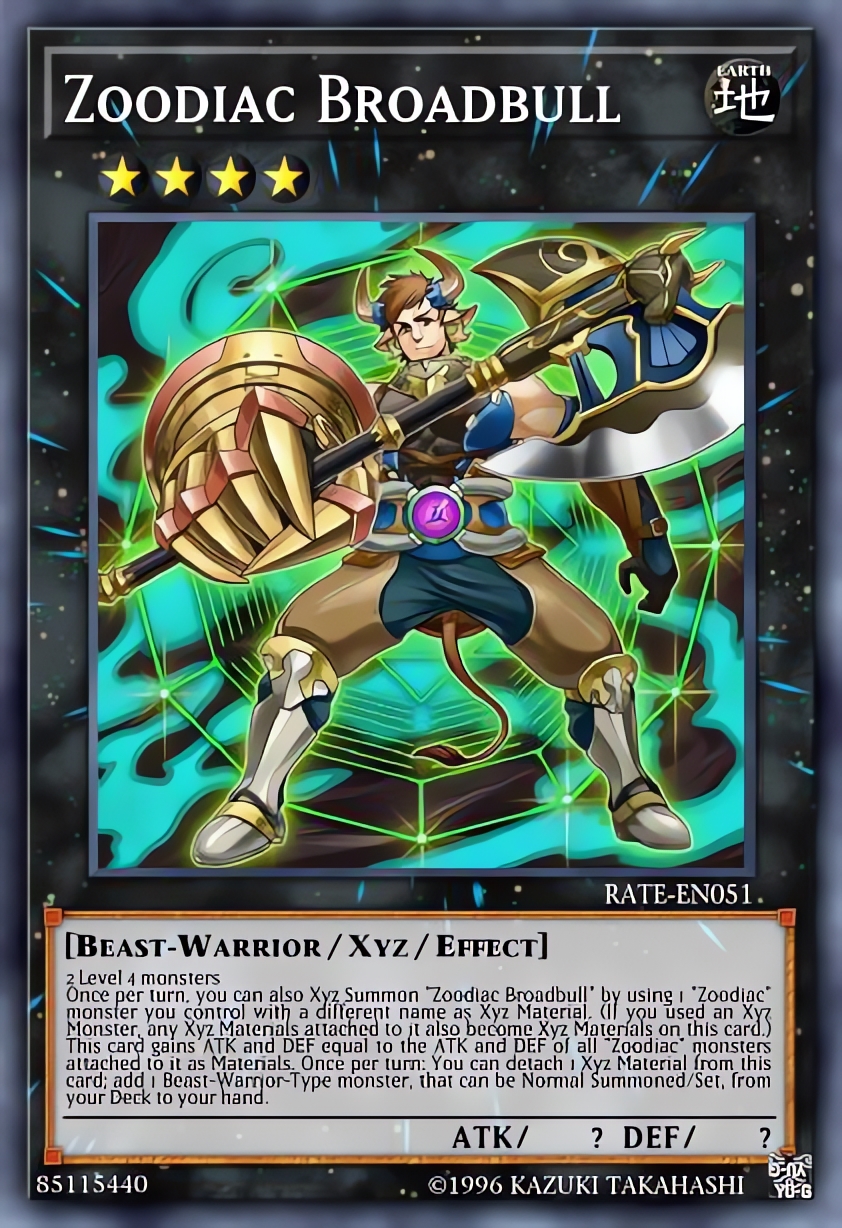 ZOODIAC BROADBULL
EARTH
地
RATE-EN051
[BEAST-WARRIOR / XYZ / EFFECT]
2 Level 4 monsters
Once per turn, you can also Xyz Summon "Zoodiac Broadbull" by using 1 "Zoodiac"
monster you control with a different name as Xyz Material. (If you used an Xyz
Monster, any Xyz Materials attached to it also become Xyz Materials on this card.)
This card gains ATK and DEF equal to the ATK and DEF of all "Zoodiac" monsters
attached to it as Materials. Once per turn: You can detach 1 Xyz Material from this
card; add 1 Beast-Warrior-Type monster, that can be Normal Summoned/Set, from
your Deck to your hand.
ATK/ ? DEF/ ?
85115440
©1996 KAZUKI TAKAHASHI